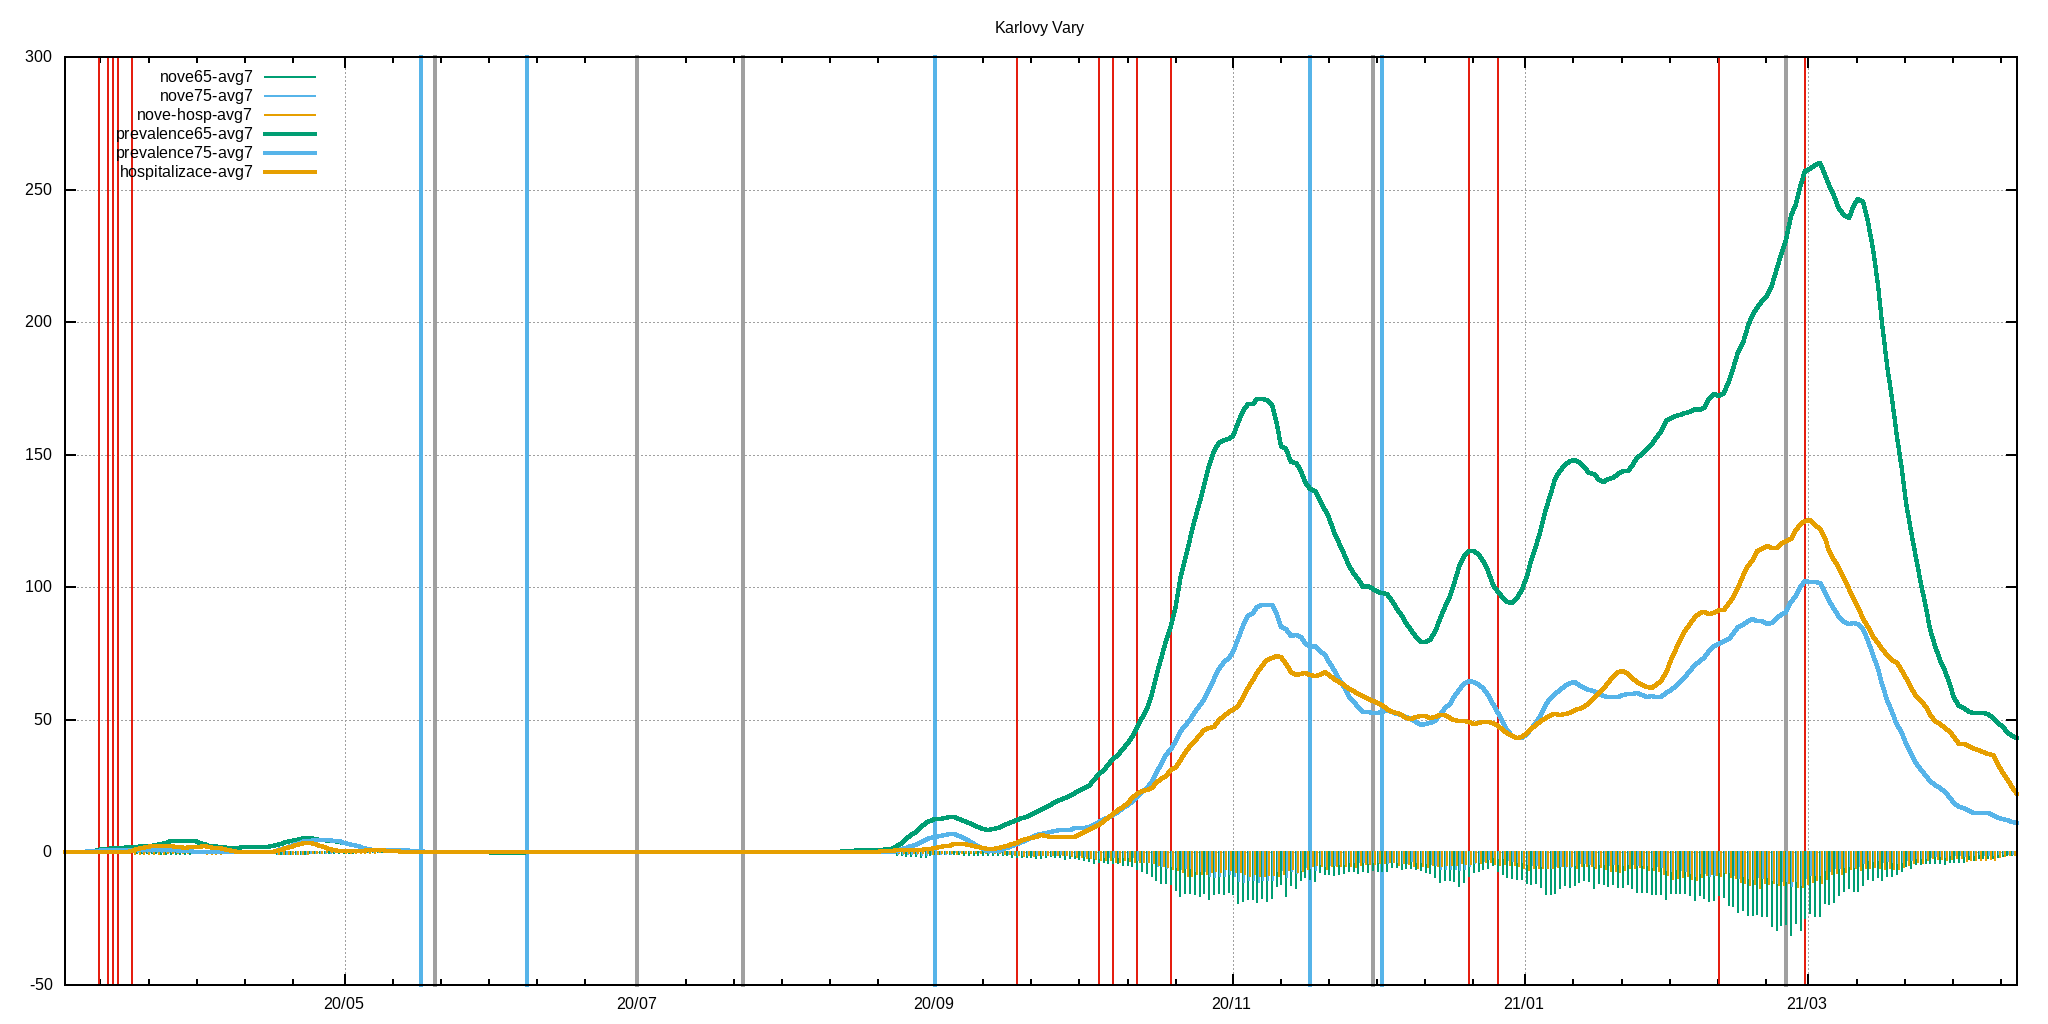 Karlovy Vary
300
250
200
150
100
50
0
-50
nove65-avg7
nove75-avg7
nove-hosp-avg7
prevalence65-avg7
prevalence75-avg7
hospitalizace-avg7
20/05
20/07
20/09
20/11
21/01
21/03